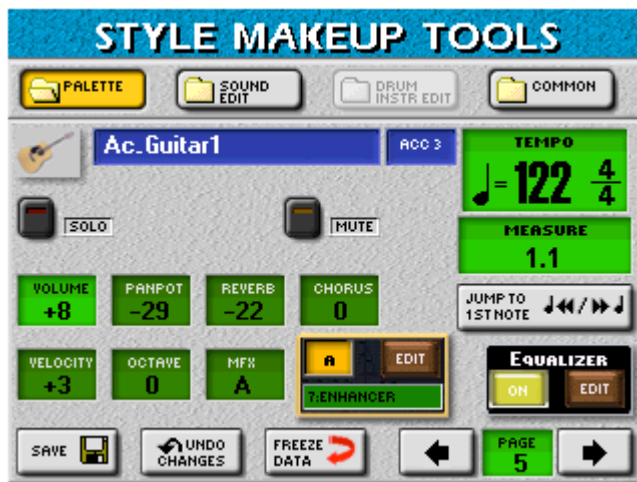 STYLE MAKEUP TOOLS
PALETTE
SOUND EDIT
DRUM INSTR EDIT
COMMON
Ac.Guitar1
ACC 3
TEMPO
=122 4/4
SOLO
MUTE
MEASURE
1.1
VOLUME
+8
PANPOT
-29
REVERB
-22
CHORUS
0
JUMP TO
1ST NOTE
/
VELOCITY
+3
OCTAVE
0
MFX
A
A
EDIT
7:ENHANCER
EQUALIZER
ON
EDIT
SAVE
UNDO
CHANGES
FREEZE
DATA
PAGE
5